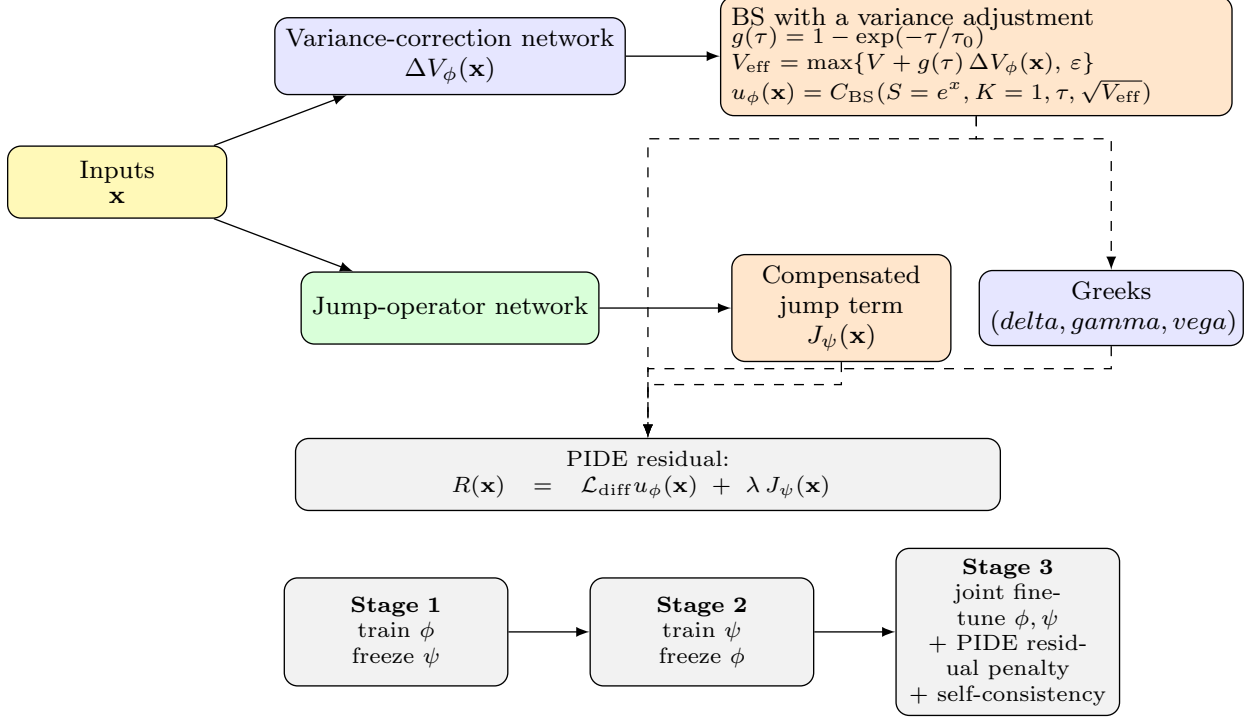 Variance-correction network
ΔV_ϕ(𝐱)
BS with a variance adjustment
g(τ) = 1 − exp(−τ/τ₀)
V_eff = max{V + g(τ) ΔV_ϕ(𝐱), ε}
u_ϕ(𝐱) = C_BS(S = eˣ, K = 1, τ, √V_eff)
Inputs
𝐱
Jump-operator network
Compensated
jump term
J_ψ(𝐱)
Greeks
(delta, gamma, vega)
PIDE residual:
R(𝐱) = ℒ_diff u_ϕ(𝐱) + λ J_ψ(𝐱)
Stage 1
train ϕ
freeze ψ
Stage 2
train ψ
freeze ϕ
Stage 3
joint fine-
tune ϕ, ψ
+ PIDE resid-
ual penalty
+ self-consistency